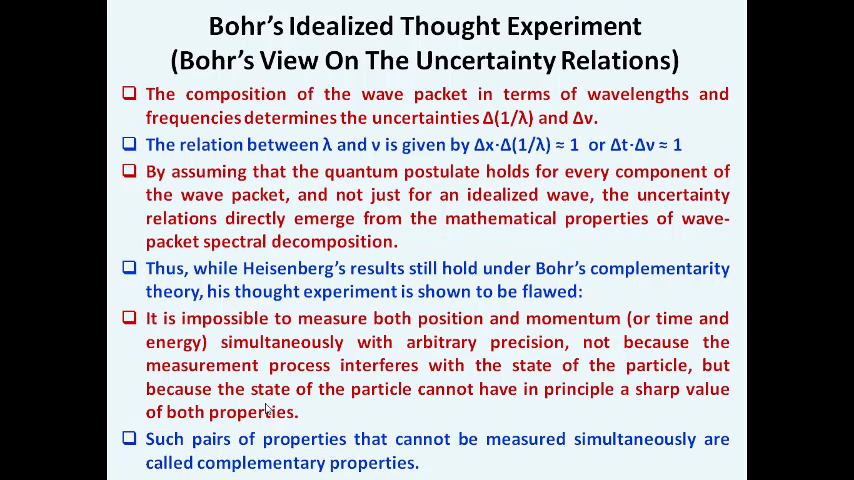 Bohr's Idealized Thought Experiment
(Bohr's View On The Uncertainty Relations)
❑ The composition of the wave packet in terms of wavelengths and
frequencies determines the uncertainties Δ(1/λ) and Δν.
❑ The relation between λ and ν is given by Δx·Δ(1/λ) ≈ 1 or Δt·Δν ≈ 1
❑ By assuming that the quantum postulate holds for every component of
the wave packet, and not just for an idealized wave, the uncertainty
relations directly emerge from the mathematical properties of wave-
packet spectral decomposition.
❑ Thus, while Heisenberg's results still hold under Bohr's complementarity
theory, his thought experiment is shown to be flawed:
❑ It is impossible to measure both position and momentum (or time and
energy) simultaneously with arbitrary precision, not because the
measurement process interferes with the state of the particle, but
because the state of the particle cannot have in principle a sharp value
of both properties.
❑ Such pairs of properties that cannot be measured simultaneously are
called complementary properties.